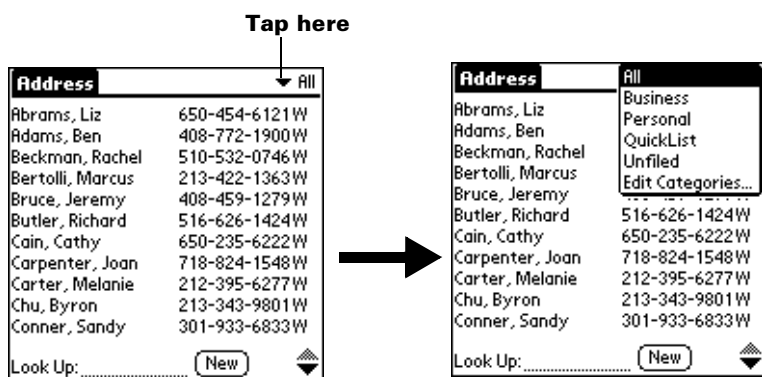 Tap here
Address All
Abrams, Liz 650-454-6121W
Adams, Ben 408-772-1900W
Beckman, Rachel 510-532-0746W
Bertolli, Marcus 213-422-1363W
Bruce, Jeremy 408-459-1279W
Butler, Richard 516-626-1424W
Cain, Cathy 650-235-6222W
Carpenter, Joan 718-824-1548W
Carter, Melanie 212-395-6277W
Chu, Byron 213-343-9801W
Conner, Sandy 301-933-6833W
Look Up: New
Address All
Business
Personal
QuickList
Unfiled
Edit Categories...
Abrams, Liz
Adams, Ben
Beckman, Rachel
Bertolli, Marcus
Bruce, Jeremy
Butler, Richard 516-626-1424W
Cain, Cathy 650-235-6222W
Carpenter, Joan 718-824-1548W
Carter, Melanie 212-395-6277W
Chu, Byron 213-343-9801W
Conner, Sandy 301-933-6833W
Look Up: New